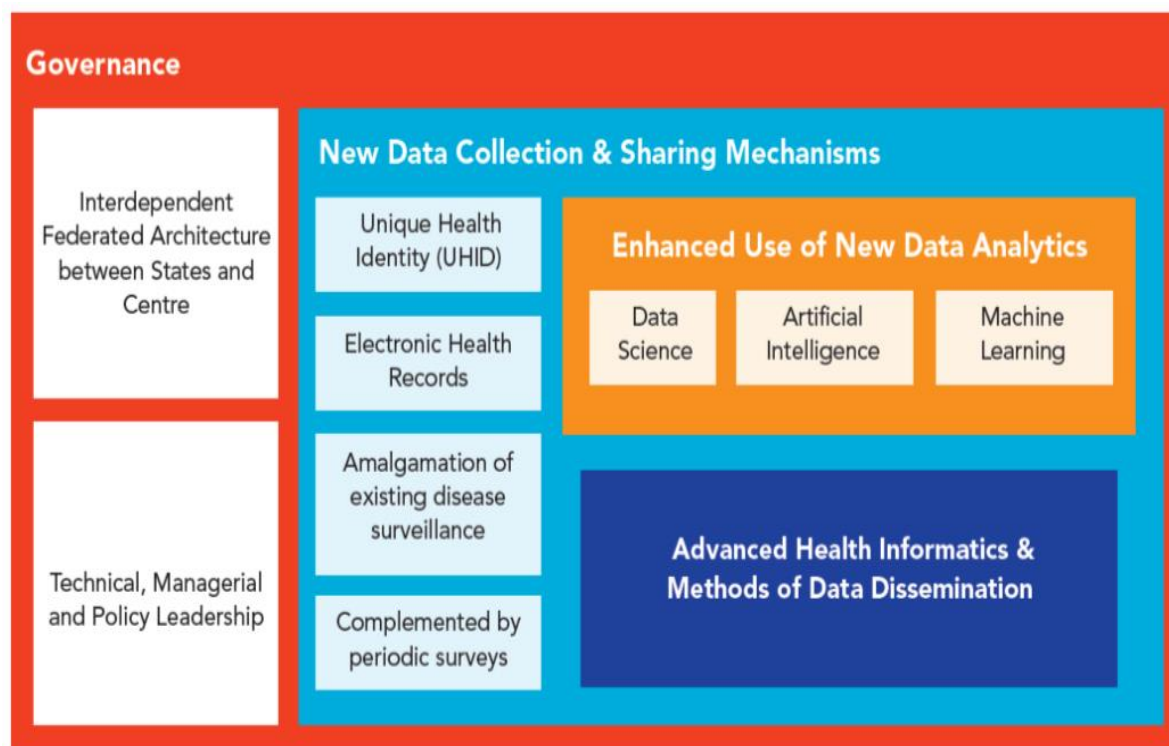 Governance
Interdependent
Federated Architecture
between States and
Centre
Technical, Managerial
and Policy Leadership
New Data Collection & Sharing Mechanisms
Unique Health
Identity (UHID)
Electronic Health
Records
Amalgamation of
existing disease
surveillance
Complemented by
periodic surveys
Enhanced Use of New Data Analytics
Data
Science
Artificial
Intelligence
Machine
Learning
Advanced Health Informatics &
Methods of Data Dissemination